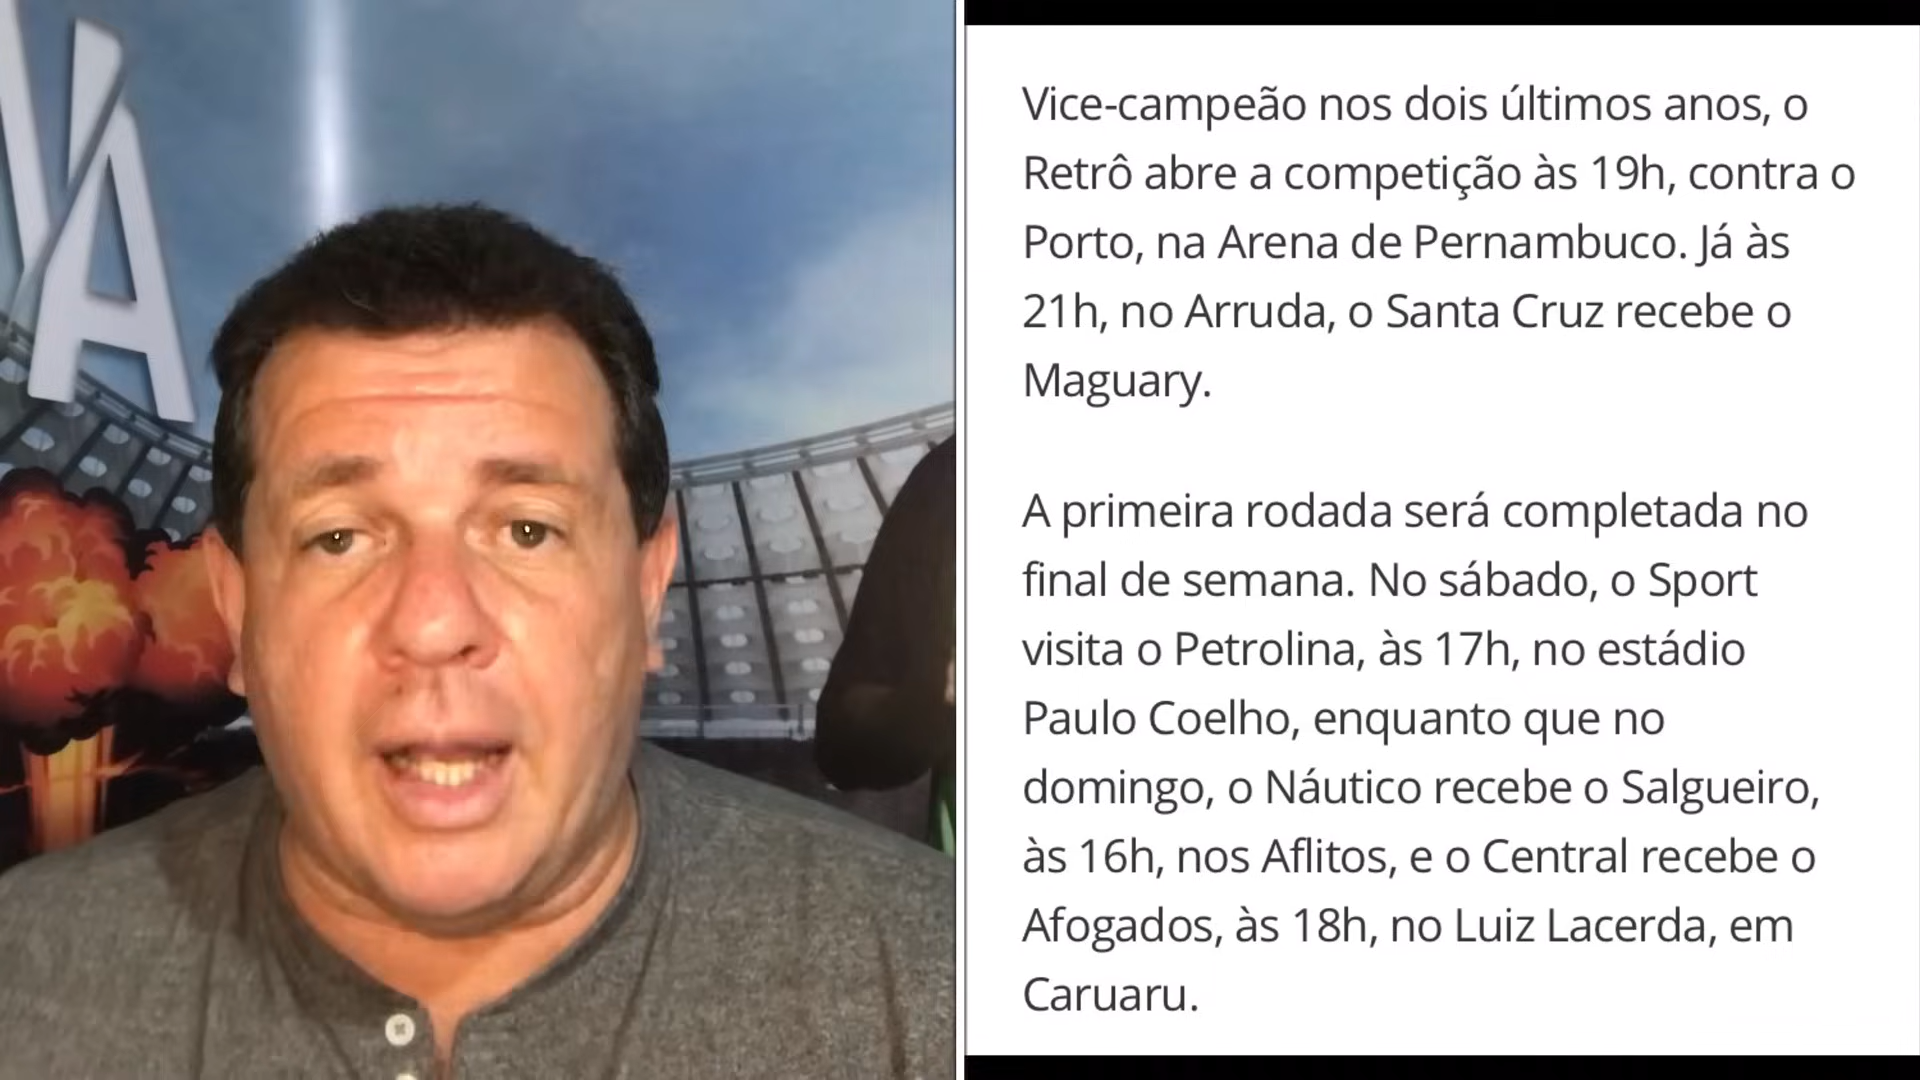 VA
Vice-campeão nos dois últimos anos, o
Retrô abre a competição às 19h, contra o
Porto, na Arena de Pernambuco. Já às
21h, no Arruda, o Santa Cruz recebe o
Maguary.
A primeira rodada será completada no
final de semana. No sábado, o Sport
visita o Petrolina, às 17h, no estádio
Paulo Coelho, enquanto que no
domingo, o Náutico recebe o Salgueiro,
às 16h, nos Aflitos, e o Central recebe o
Afogados, às 18h, no Luiz Lacerda, em
Caruaru.